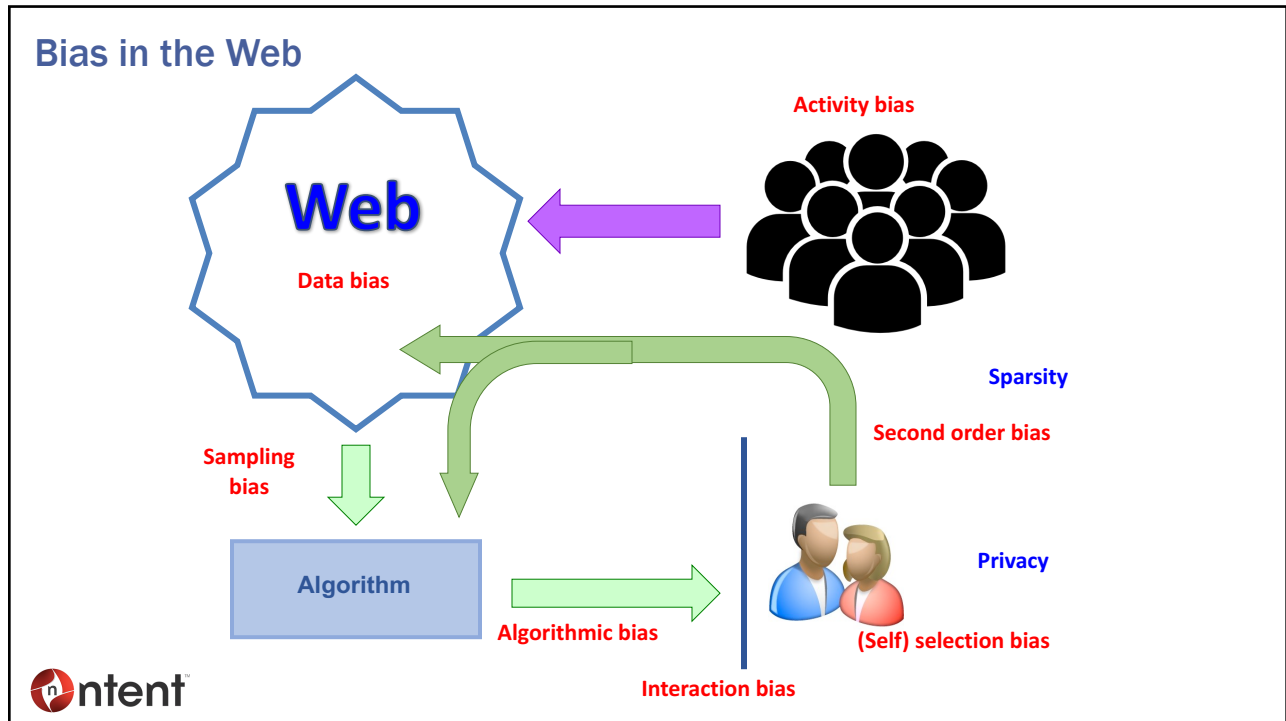 Bias in the Web
Activity bias
Web
Data bias
Sparsity
Second order bias
Sampling
bias
Privacy
Algorithm
Algorithmic bias
(Self) selection bias
Interaction bias
n ntent™